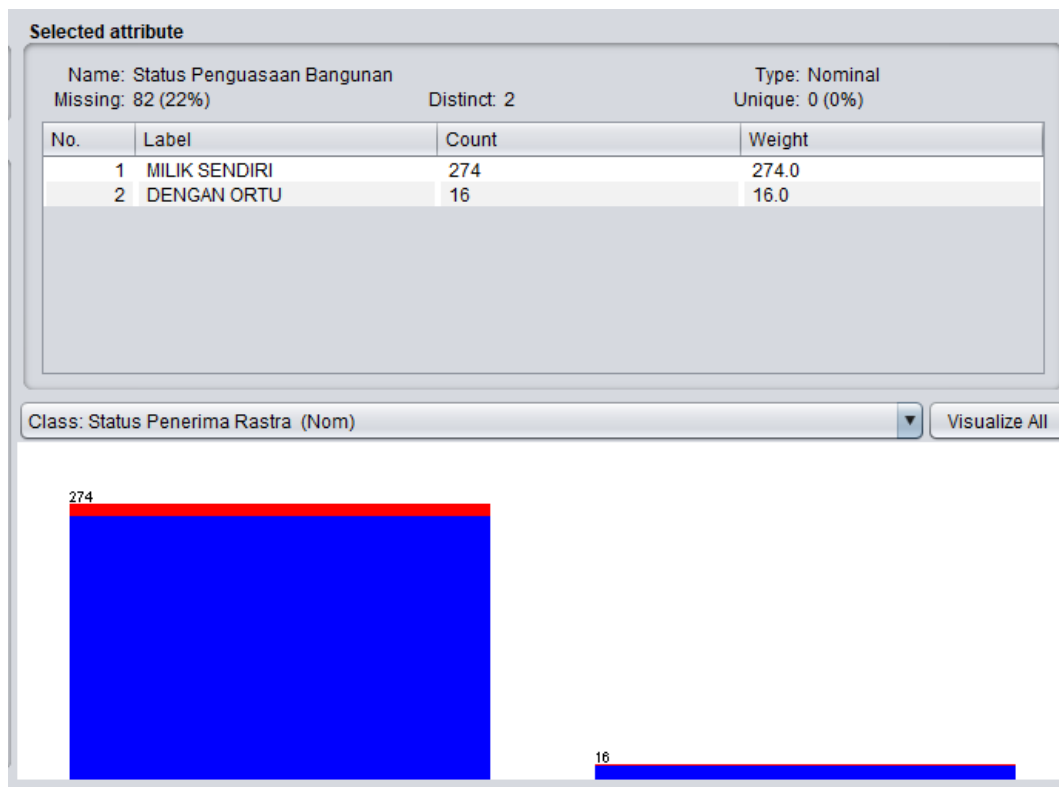 Selected attribute
Name: Status Penguasaan Bangunan Type: Nominal
Missing: 82 (22%) Distinct: 2 Unique: 0 (0%)
No. Label Count Weight
1 MILIK SENDIRI 274 274.0
2 DENGAN ORTU 16 16.0
Class: Status Penerima Rastra (Nom) Visualize All
274
16